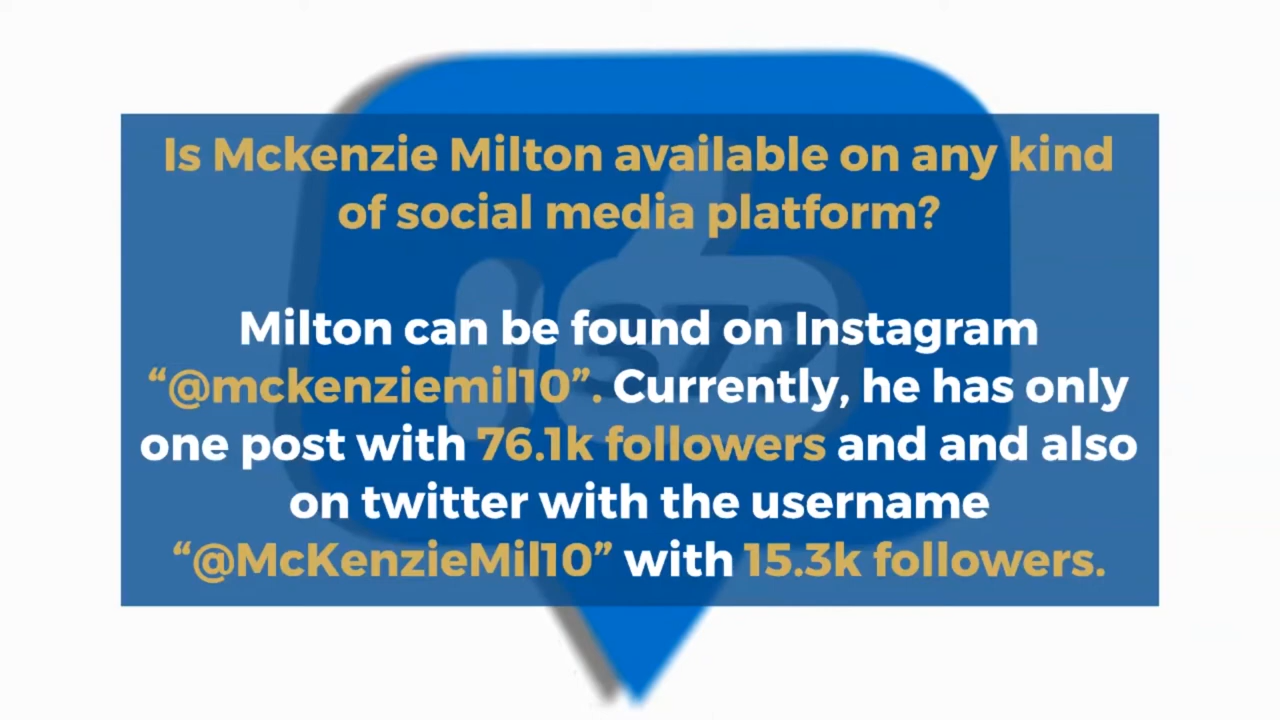 Is Mckenzie Milton available on any kind
of social media platform?
Milton can be found on Instagram
“@mckenziemil10”. Currently, he has only
one post with 76.1k followers and and also
on twitter with the username
“@McKenzieMil10” with 15.3k followers.